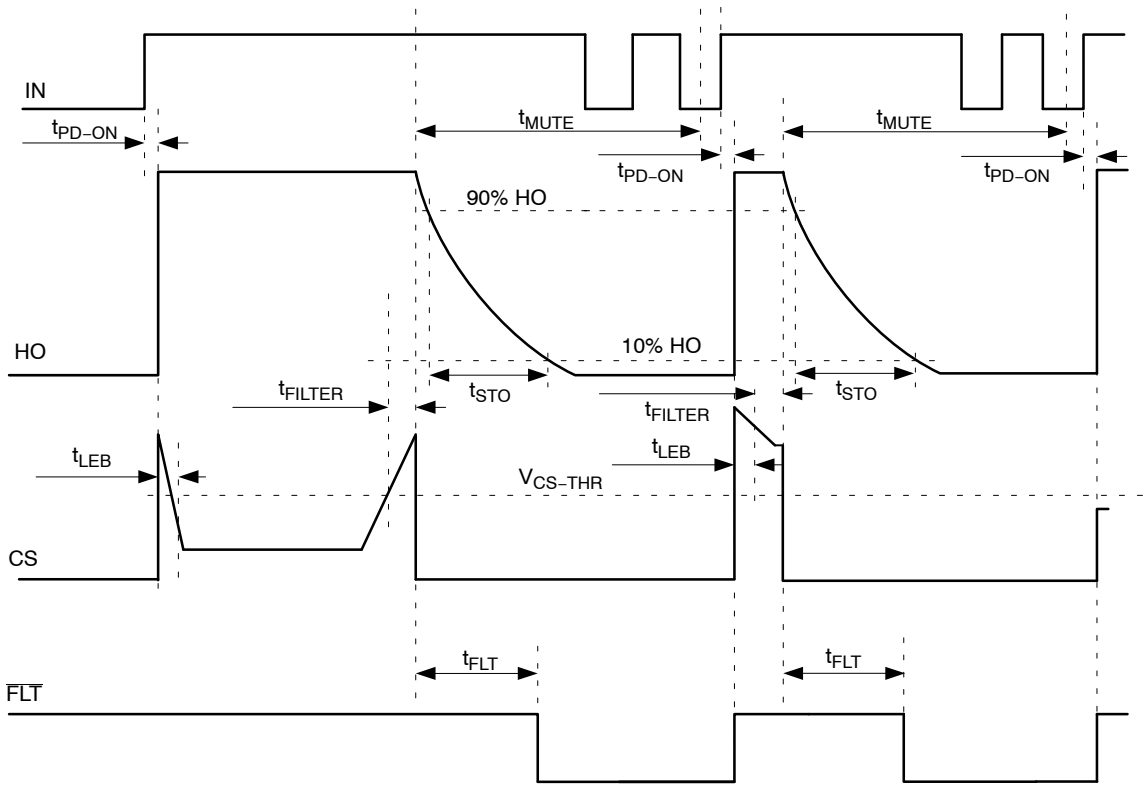 IN
tPD−ON
tMUTE
tMUTE
tPD−ON
tPD−ON
90% HO
HO
10% HO
tFILTER
tSTO
tFILTER
tSTO
tLEB
tLEB
VCS−THR
CS
tFLT
tFLT
FLT